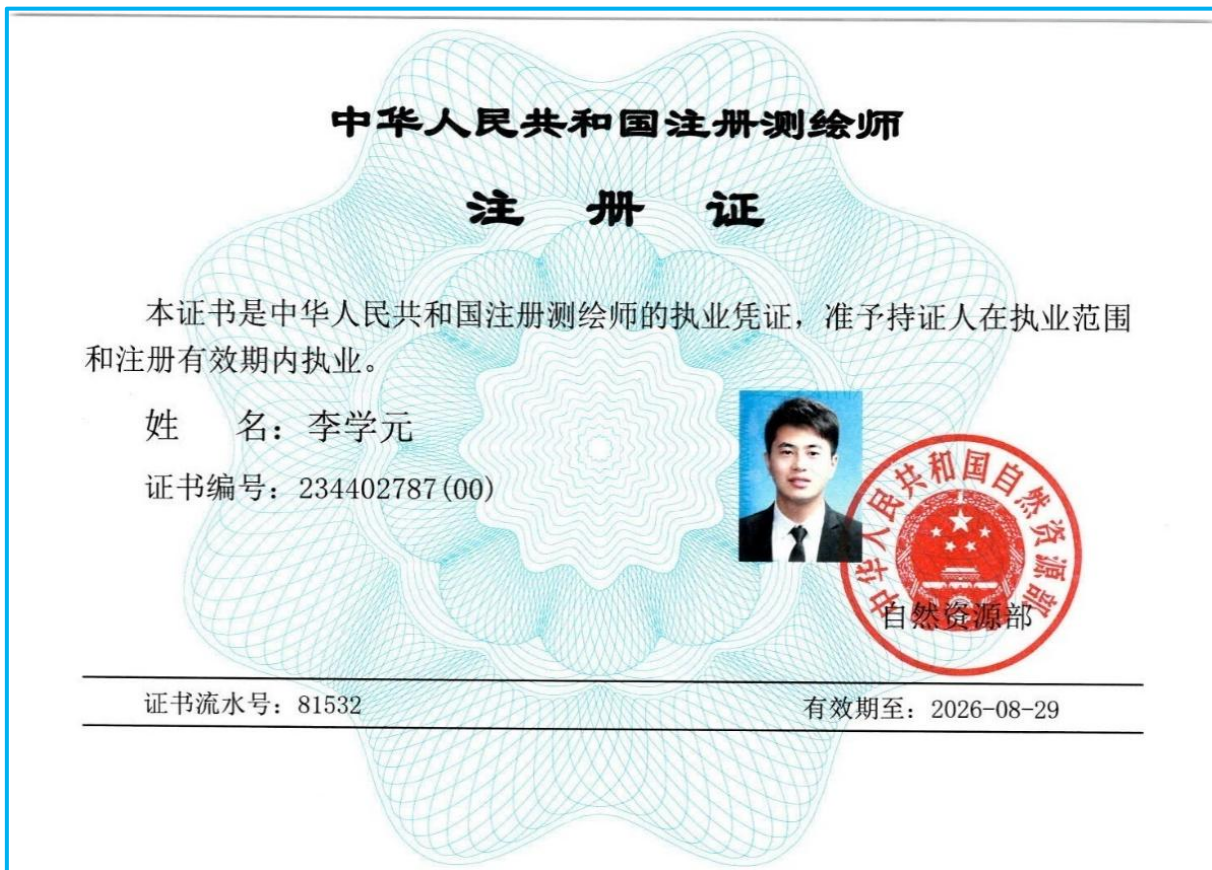 中华人民共和国注册测绘师
注 册 证
本证书是中华人民共和国注册测绘师的执业凭证，准予持证人在执业范围
和注册有效期内执业。
姓 名：李学元
证书编号：234402787(00)
中华人民共和国自然资源部
自然资源部
证书流水号：81532
有效期至：2026-08-29